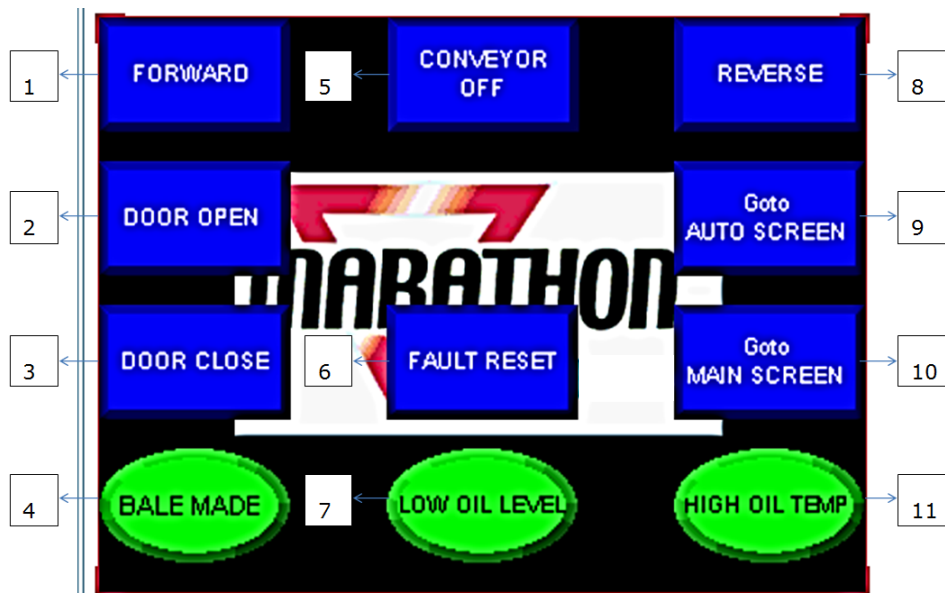 1
FORWARD
5
CONVEYOR
OFF
REVERSE
8
2
DOOR OPEN
Goto
AUTO SCREEN
9
MARATHON
3
DOOR CLOSE
6
FAULT RESET
Goto
MAIN SCREEN
10
4
BALE MADE
7
LOW OIL LEVEL
HIGH OIL TEMP
11